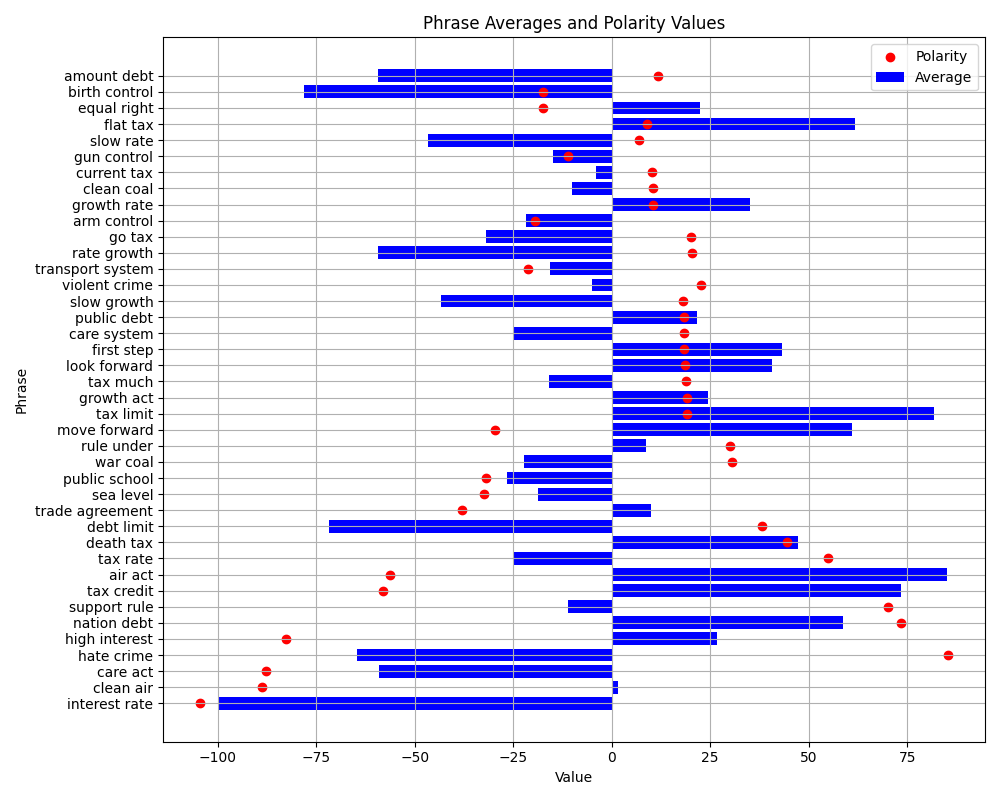 Phrase Averages and Polarity Values
Polarity
Average
amount debt
birth control
equal right
flat tax
slow rate
gun control
current tax
clean coal
growth rate
arm control
go tax
rate growth
transport system
violent crime
slow growth
public debt
care system
first step
look forward
tax much
growth act
tax limit
move forward
rule under
war coal
public school
sea level
trade agreement
debt limit
death tax
tax rate
air act
tax credit
support rule
nation debt
high interest
hate crime
care act
clean air
interest rate
Phrase
−100 −75 −50 −25 0 25 50 75
Value